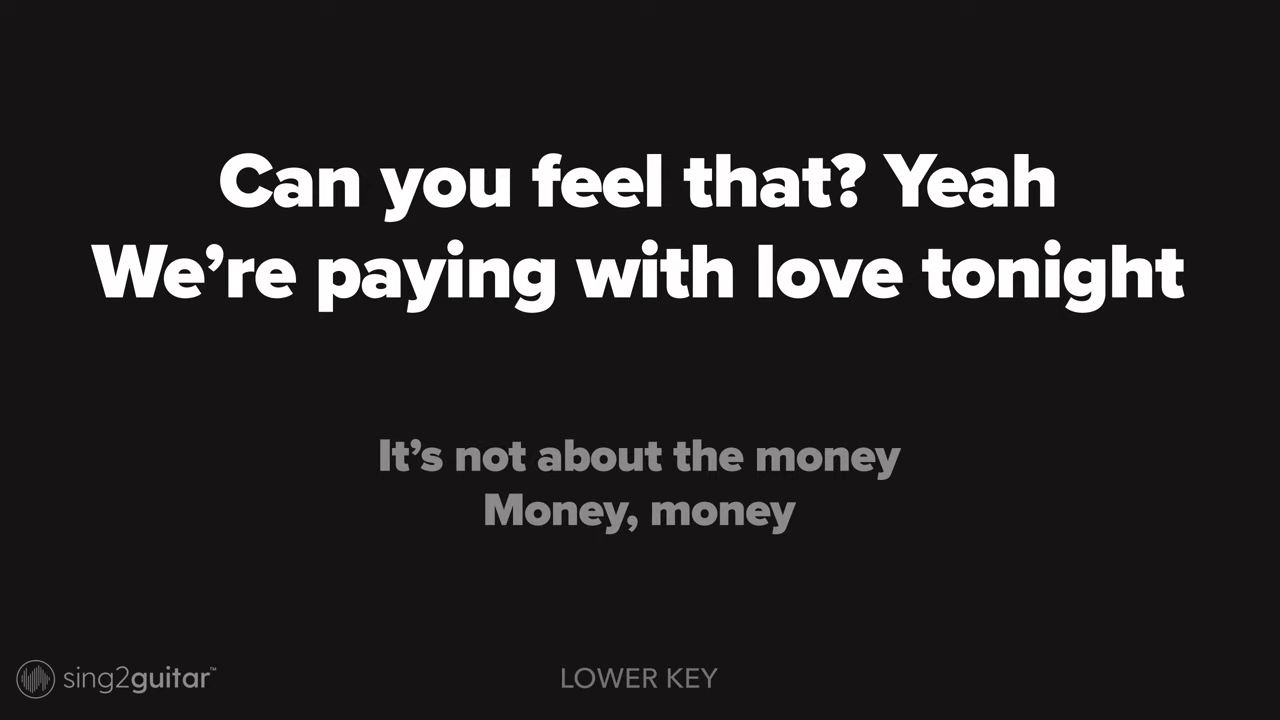 Can you feel that? Yeah
We’re paying with love tonight
It’s not about the money
Money, money
sing2guitar™
LOWER KEY